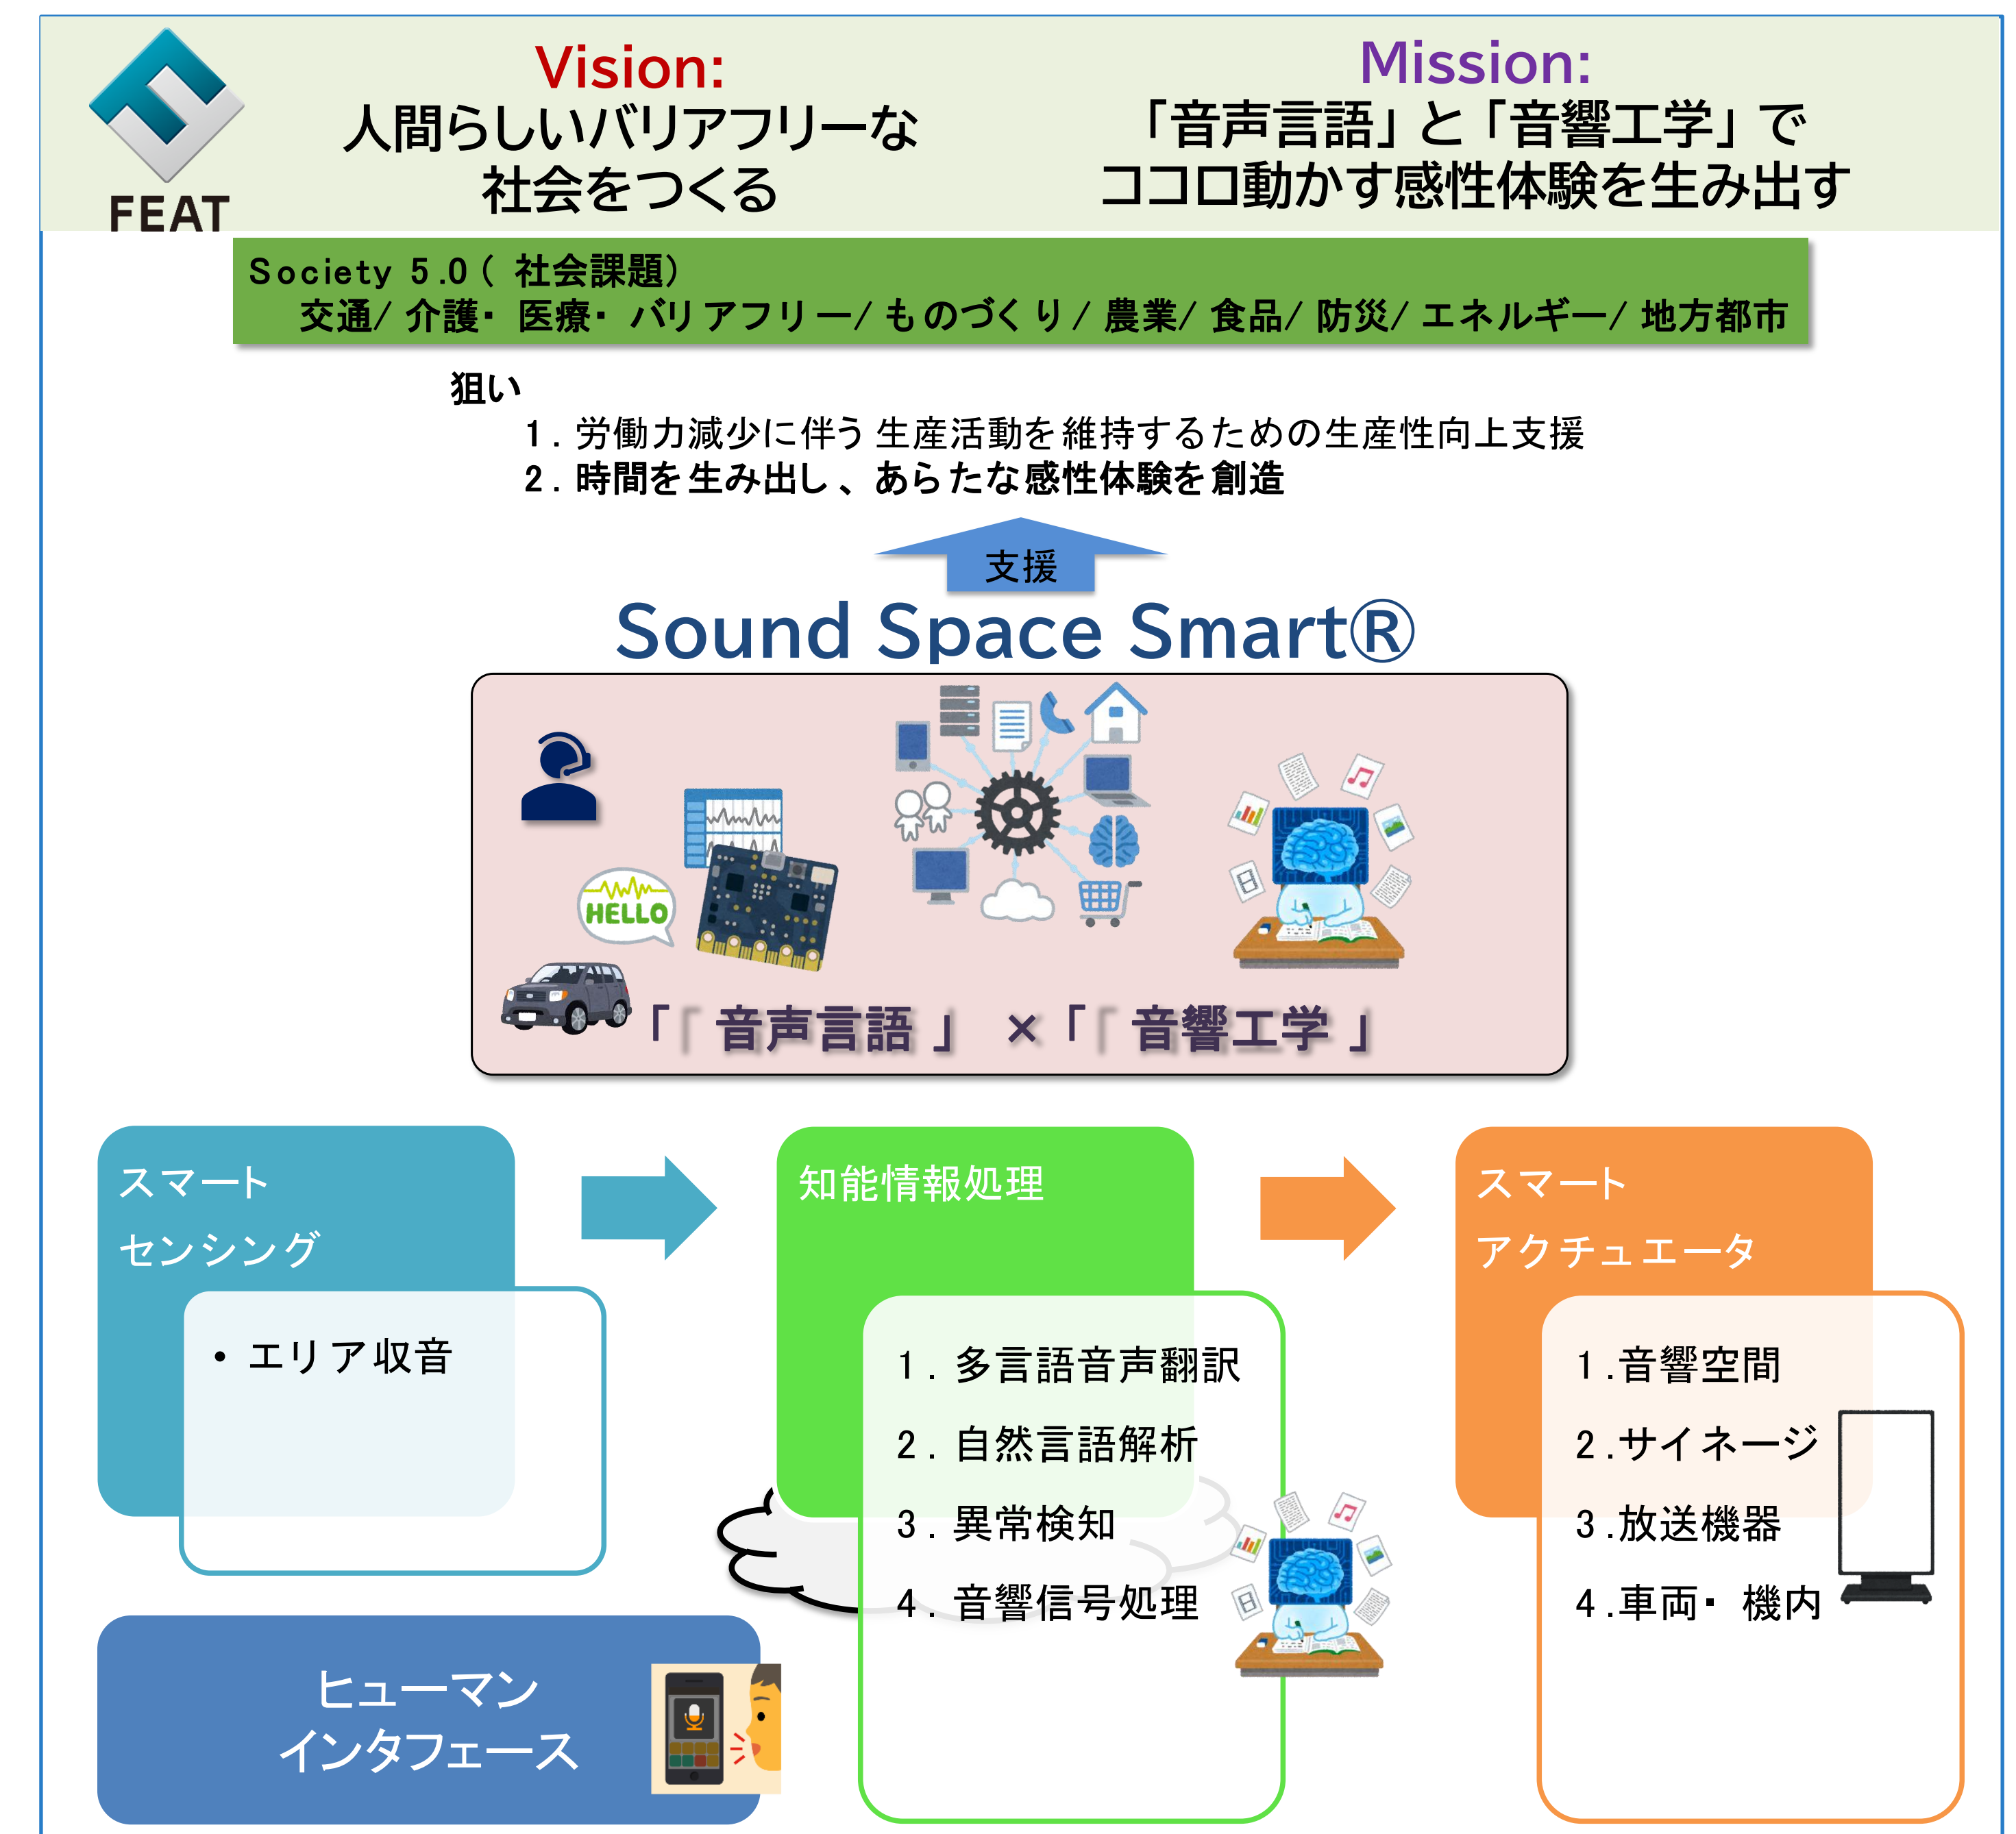 FEAT
Vision:
人間らしいバリアフリーな
社会をつくる
Mission:
「音声言語」と「音響工学」で
ココロ動かす感性体験を生み出す
Society 5.0(社会課題)
交通/介護・医療・バリアフリー/ものづくり/農業/食品/防災/エネルギー/地方都市
狙い
1.労働力減少に伴う生産活動を維持するための生産性向上支援
2.時間を生み出し、あらたな感性体験を創造
支援
Sound Space Smart®
HELLO
「「音声言語」 ×「「音響工学」
スマート
センシング
• エリア収音
知能情報処理
1.多言語音声翻訳
2.自然言語解析
3.異常検知
4.音響信号処理
スマート
アクチュエータ
1.音響空間
2.サイネージ
3.放送機器
4.車両・機内
ヒューマン
インタフェース